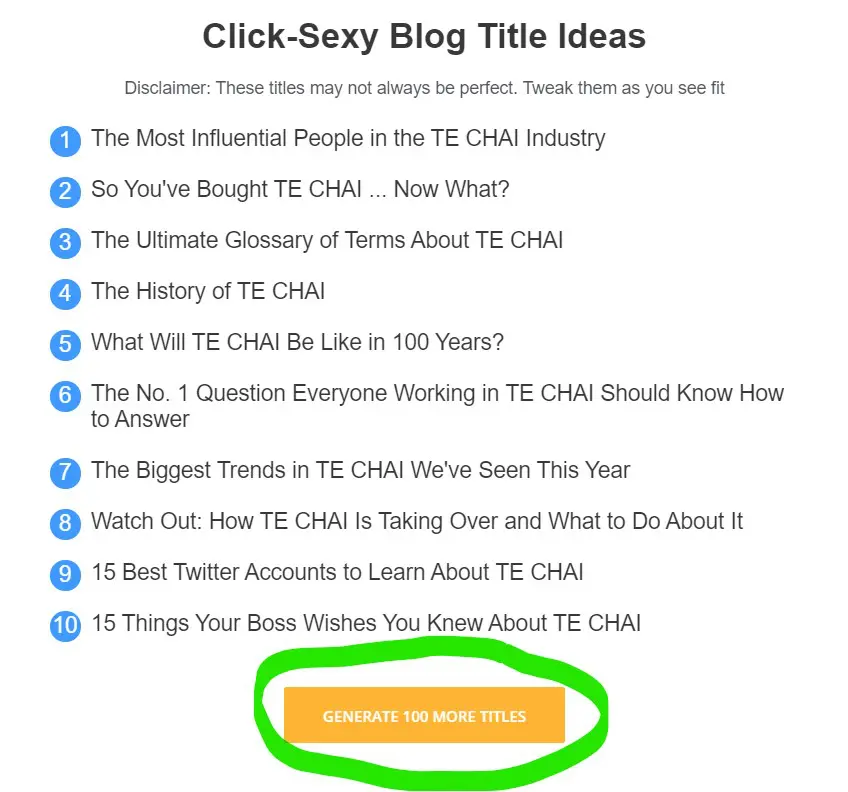 Click-Sexy Blog Title Ideas
Disclaimer: These titles may not always be perfect. Tweak them as you see fit
1 The Most Influential People in the TE CHAI Industry
2 So You've Bought TE CHAI ... Now What?
3 The Ultimate Glossary of Terms About TE CHAI
4 The History of TE CHAI
5 What Will TE CHAI Be Like in 100 Years?
6 The No. 1 Question Everyone Working in TE CHAI Should Know How
to Answer
7 The Biggest Trends in TE CHAI We've Seen This Year
8 Watch Out: How TE CHAI Is Taking Over and What to Do About It
9 15 Best Twitter Accounts to Learn About TE CHAI
10 15 Things Your Boss Wishes You Knew About TE CHAI
GENERATE 100 MORE TITLES